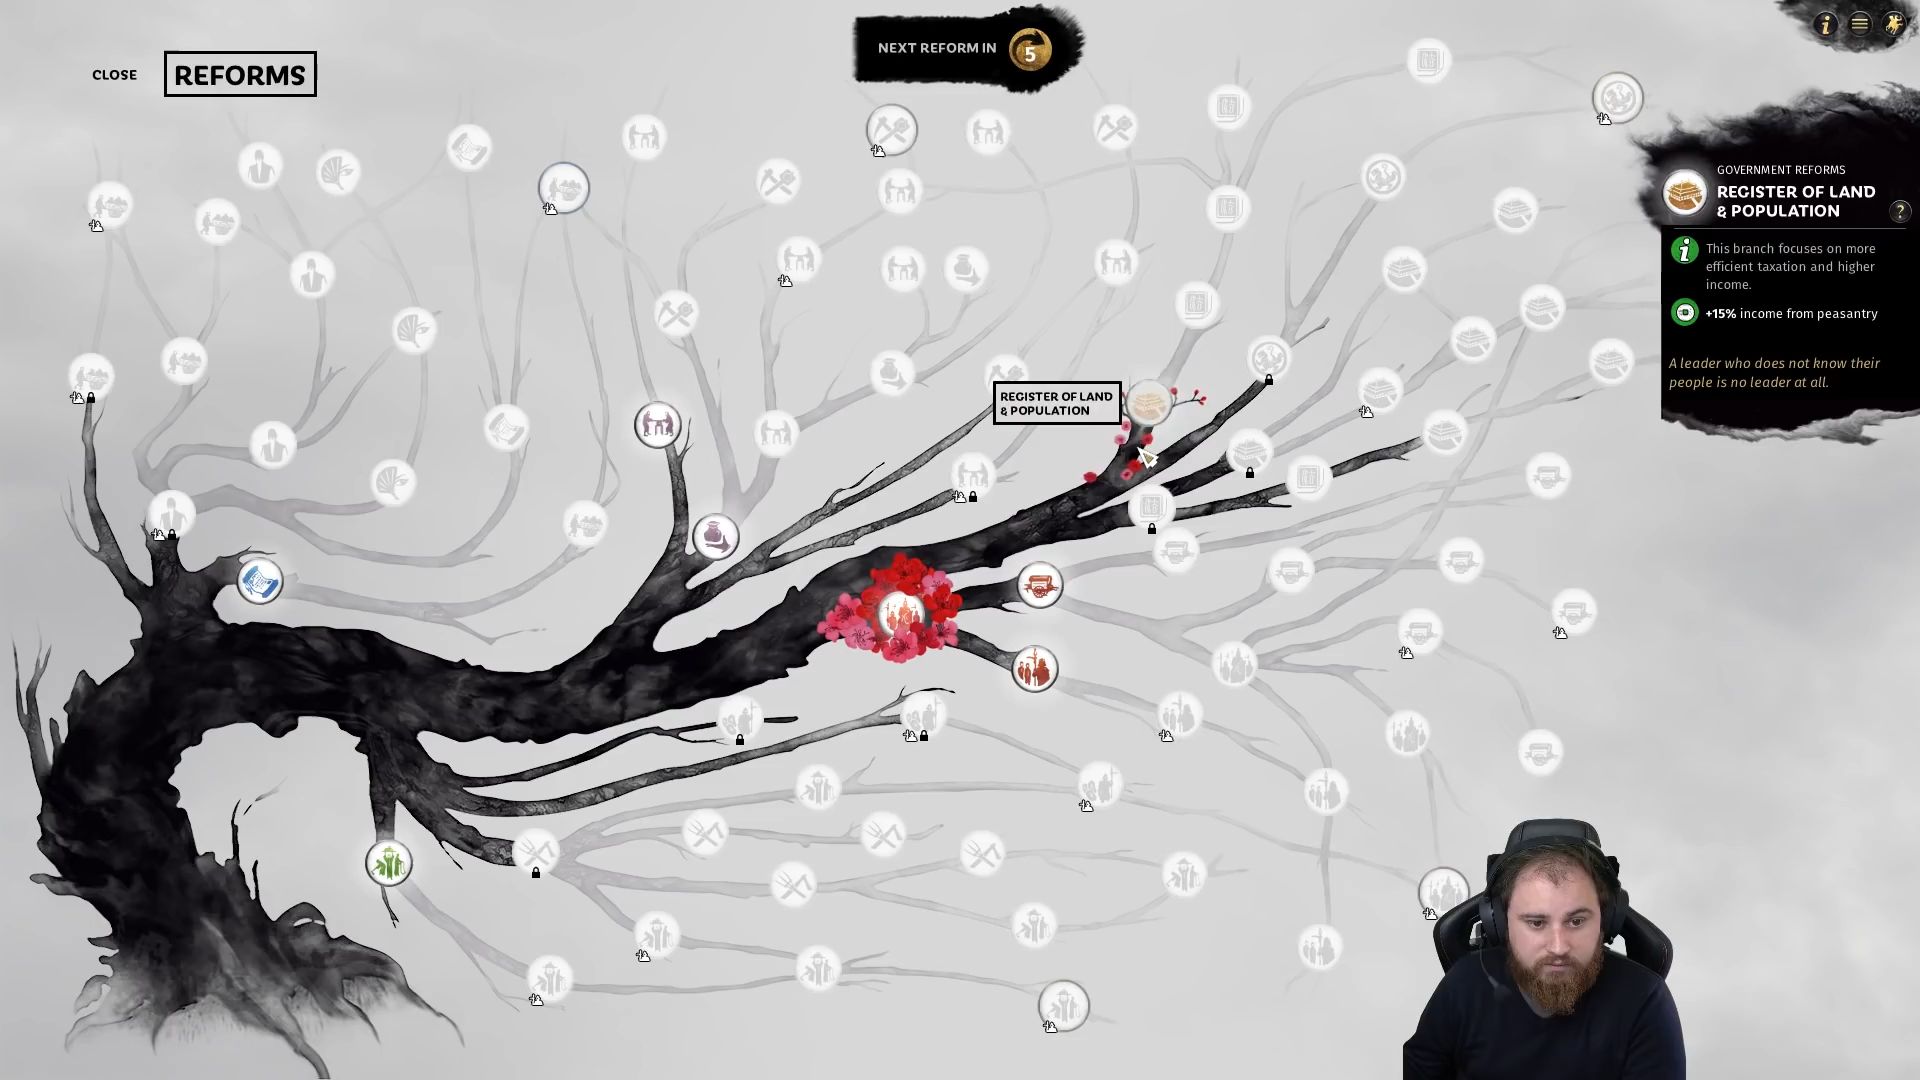 NEXT REFORM IN
5
CLOSE
REFORMS
GOVERNMENT REFORMS
REGISTER OF LAND
& POPULATION
?
This branch focuses on more
efficient taxation and higher
income.
+15% income from peasantry
A leader who does not know their
people is no leader at all.
REGISTER OF LAND
& POPULATION